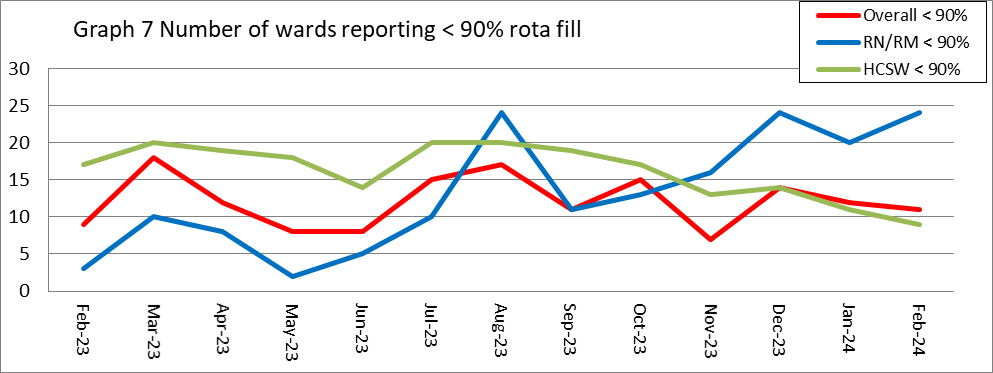 Graph 7 Number of wards reporting < 90% rota fill
Overall < 90%
RN/RM < 90%
HCSW < 90%
30
25
20
15
10
5
0
Feb-23
Mar-23
Apr-23
May-23
Jun-23
Jul-23
Aug-23
Sep-23
Oct-23
Nov-23
Dec-23
Jan-24
Feb-24